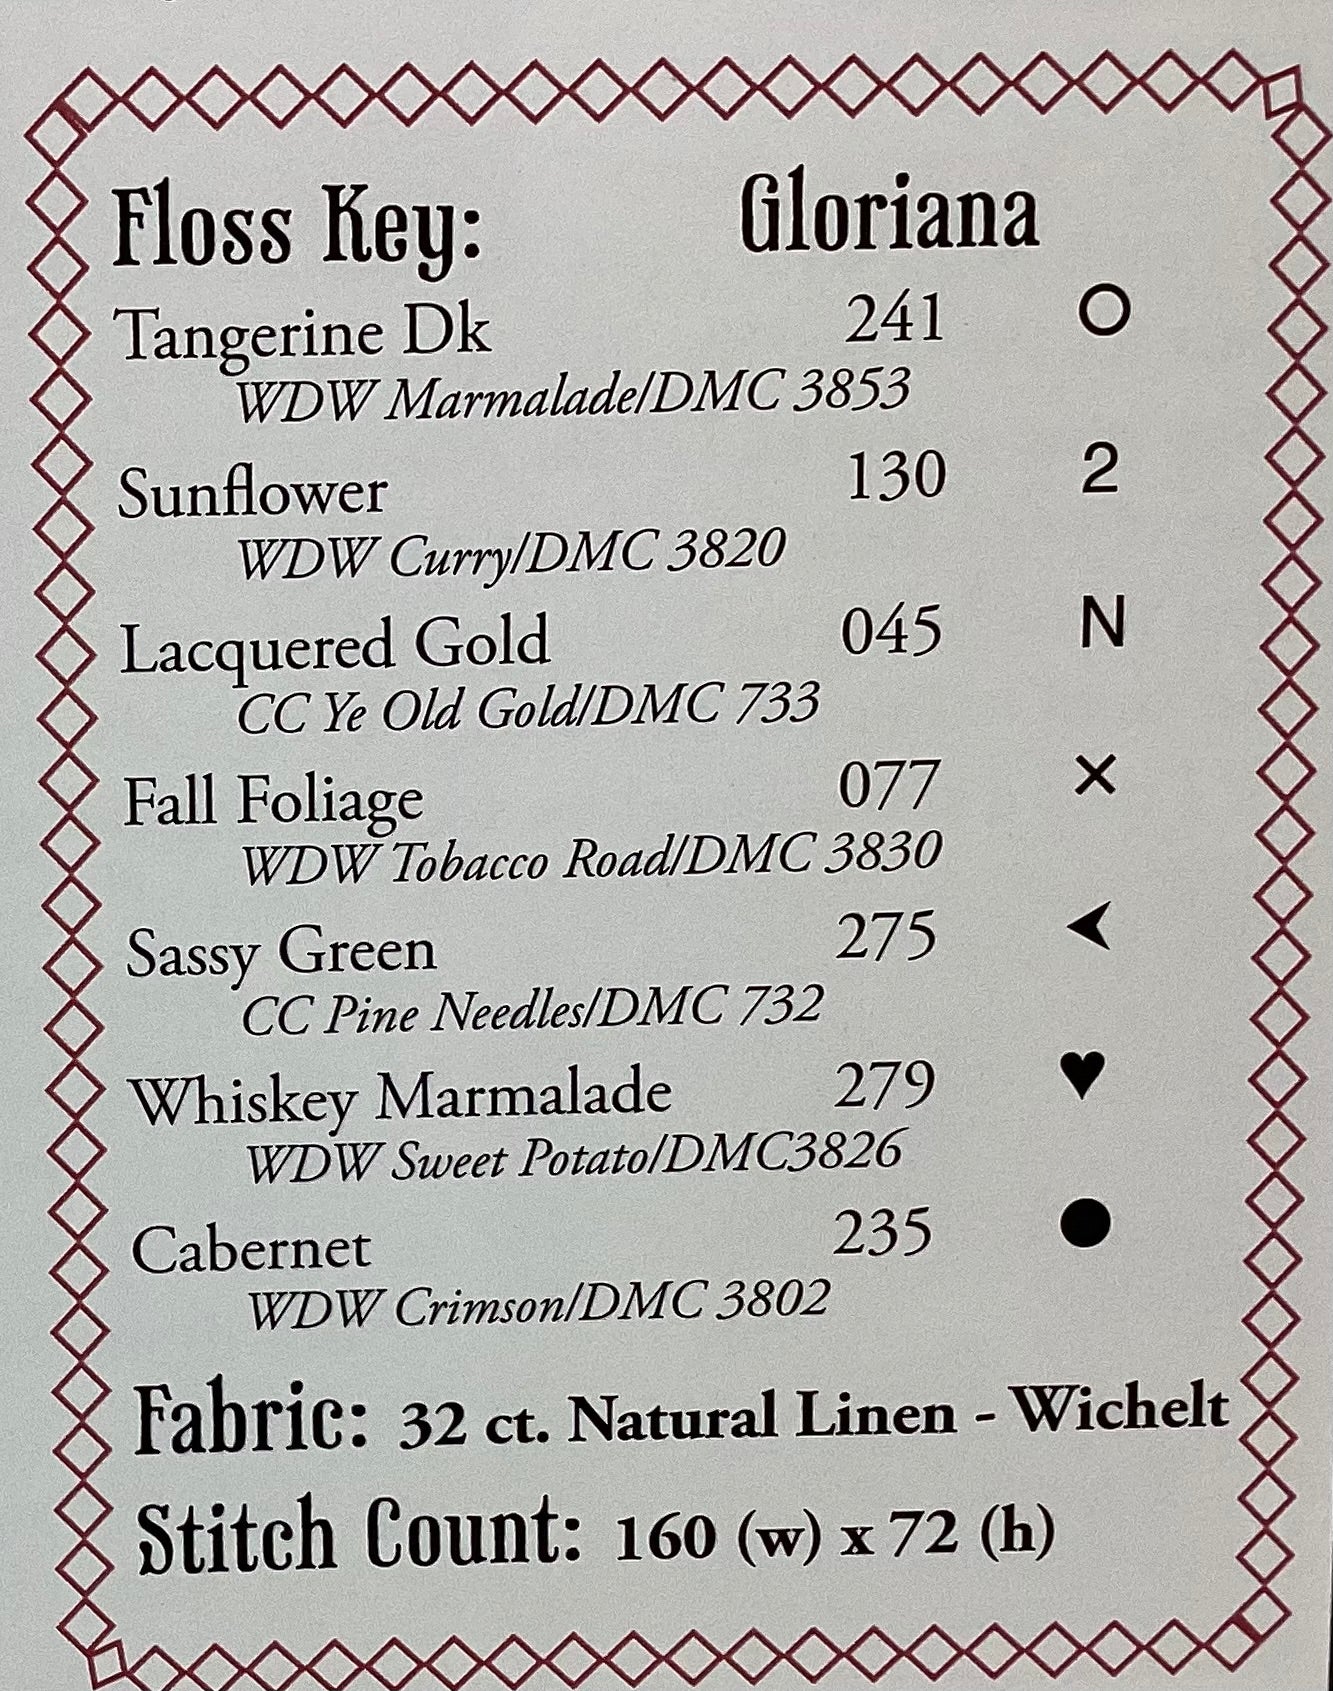 Floss Key: Gloriana
Tangerine Dk 241 O
WDW Marmalade/DMC 3853
Sunflower 130 2
WDW Curry/DMC 3820
Lacquered Gold 045 N
CC Ye Old Gold/DMC 733
Fall Foliage 077 ×
WDW Tobacco Road/DMC 3830
Sassy Green 275 ⮜
CC Pine Needles/DMC 732
Whiskey Marmalade 279 ♥
WDW Sweet Potato/DMC3826
Cabernet 235 ●
WDW Crimson/DMC 3802
Fabric: 32 ct. Natural Linen - Wichelt
Stitch Count: 160 (w) x 72 (h)